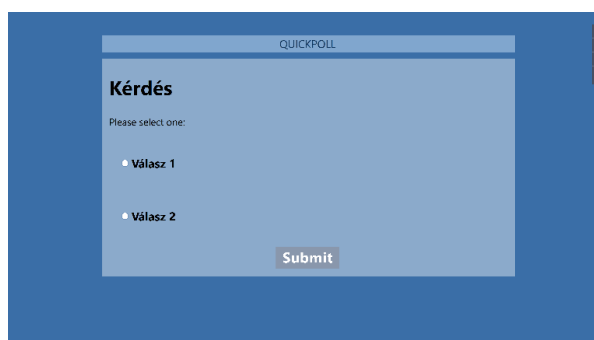 QUICKPOLL
Kérdés
Please select one:
Válasz 1
Válasz 2
Submit